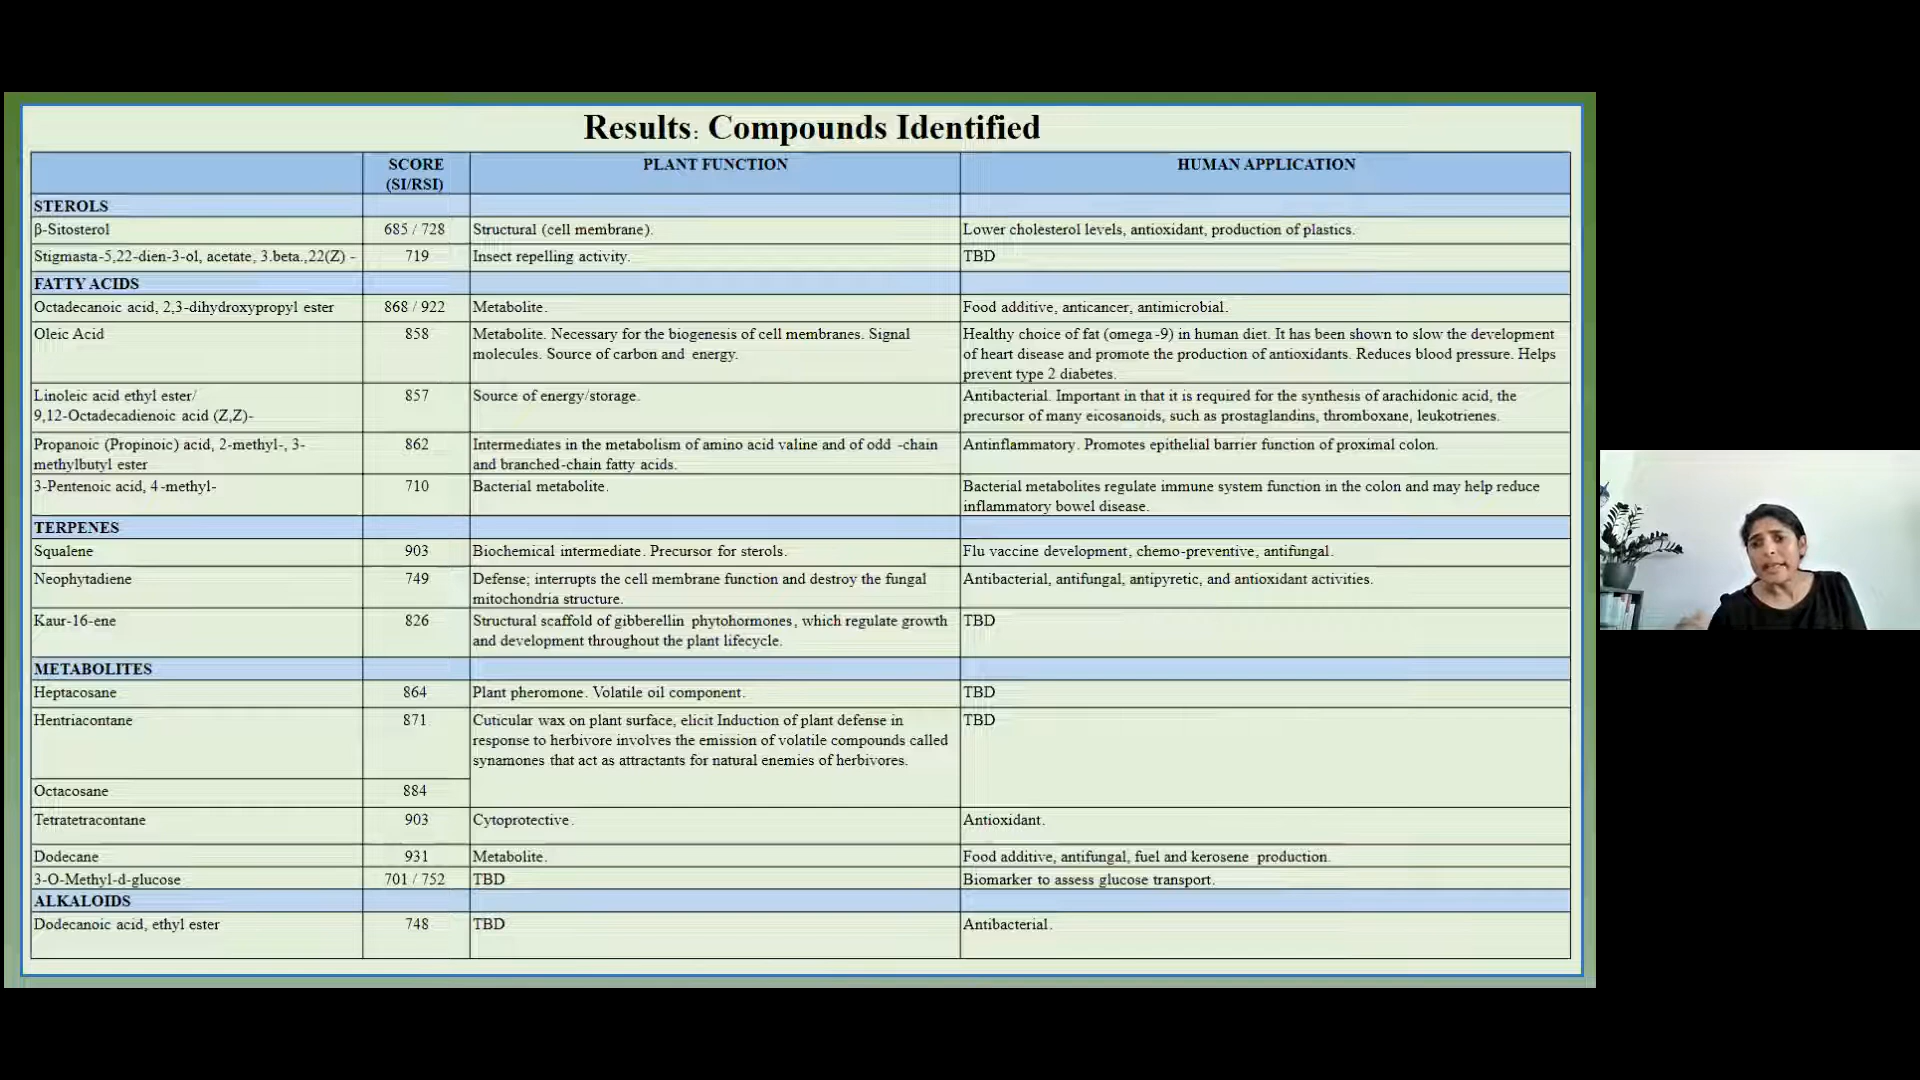 Results: Compounds Identified
SCORE
(SI/RSI)
PLANT FUNCTION
HUMAN APPLICATION
STEROLS
β-Sitosterol
685 / 728
Structural (cell membrane).
Lower cholesterol levels, antioxidant, production of plastics.
Stigmasta-5,22-dien-3-ol, acetate, 3.beta.,22(Z) -
719
Insect repelling activity.
TBD
FATTY ACIDS
Octadecanoic acid, 2,3-dihydroxypropyl ester
868 / 922
Metabolite.
Food additive, anticancer, antimicrobial.
Oleic Acid
858
Metabolite. Necessary for the biogenesis of cell membranes. Signal
molecules. Source of carbon and energy.
Healthy choice of fat (omega -9) in human diet. It has been shown to slow the development
of heart disease and promote the production of antioxidants. Reduces blood pressure. Helps
prevent type 2 diabetes.
Linoleic acid ethyl ester/
9,12-Octadecadienoic acid (Z,Z)-
857
Source of energy/storage.
Antibacterial. Important in that it is required for the synthesis of arachidonic acid, the
precursor of many eicosanoids, such as prostaglandins, thromboxane, leukotrienes.
Propanoic (Propinoic) acid, 2-methyl-, 3-
methylbutyl ester
862
Intermediates in the metabolism of amino acid valine and of odd -chain
and branched-chain fatty acids.
Antinflammatory. Promotes epithelial barrier function of proximal colon.
3-Pentenoic acid, 4-methyl-
710
Bacterial metabolite.
Bacterial metabolites regulate immune system function in the colon and may help reduce
inflammatory bowel disease.
TERPENES
Squalene
903
Biochemical intermediate. Precursor for sterols.
Flu vaccine development, chemo-preventive, antifungal.
Neophytadiene
749
Defense; interrupts the cell membrane function and destroy the fungal
mitochondria structure.
Antibacterial, antifungal, antipyretic, and antioxidant activities.
Kaur-16-ene
826
Structural scaffold of gibberellin phytohormones, which regulate growth
and development throughout the plant lifecycle.
TBD
METABOLITES
Heptacosane
864
Plant pheromone. Volatile oil component.
TBD
Hentriacontane
871
Cuticular wax on plant surface, elicit Induction of plant defense in
response to herbivore involves the emission of volatile compounds called
synamones that act as attractants for natural enemies of herbivores.
TBD
Octacosane
884
Tetratetracontane
903
Cytoprotective.
Antioxidant.
Dodecane
931
Metabolite.
Food additive, antifungal, fuel and kerosene production.
3-O-Methyl-d-glucose
701 / 752
TBD
Biomarker to assess glucose transport.
ALKALOIDS
Dodecanoic acid, ethyl ester
748
TBD
Antibacterial.